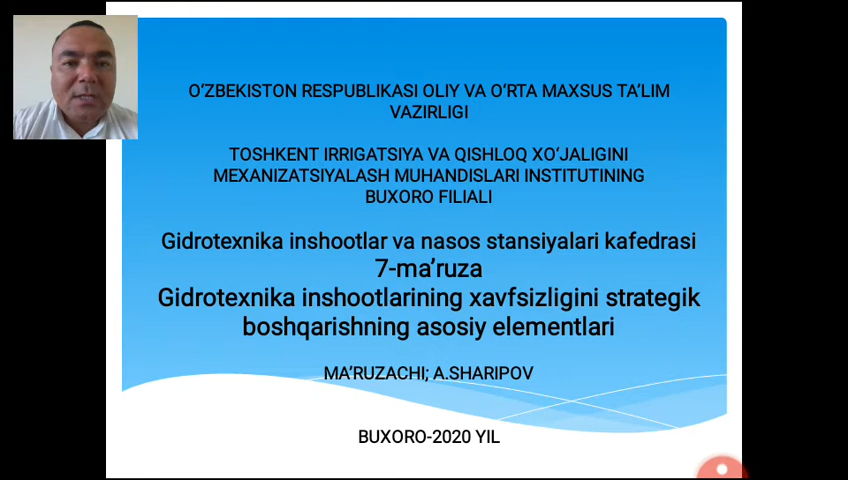 O‘ZBEKISTON RESPUBLIKASI OLIY VA O‘RTA MAXSUS TA’LIM
VAZIRLIGI
TOSHKENT IRRIGATSIYA VA QISHLOQ XO‘JALIGINI
MEXANIZATSIYALASH MUHANDISLARI INSTITUTINING
BUXORO FILIALI
Gidrotexnika inshootlar va nasos stansiyalari kafedrasi
7-ma’ruza
Gidrotexnika inshootlarining xavfsizligini strategik
boshqarishning asosiy elementlari
MA’RUZACHI; A.SHARIPOV
BUXORO-2020 YIL